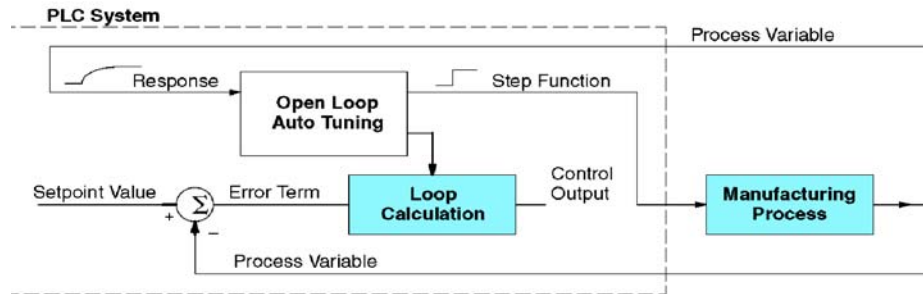 PLC System
Process Variable
Response
Step Function
Open Loop
Auto Tuning
Setpoint Value
+
Σ
−
Error Term
Loop
Calculation
Control
Output
Manufacturing
Process
Process Variable